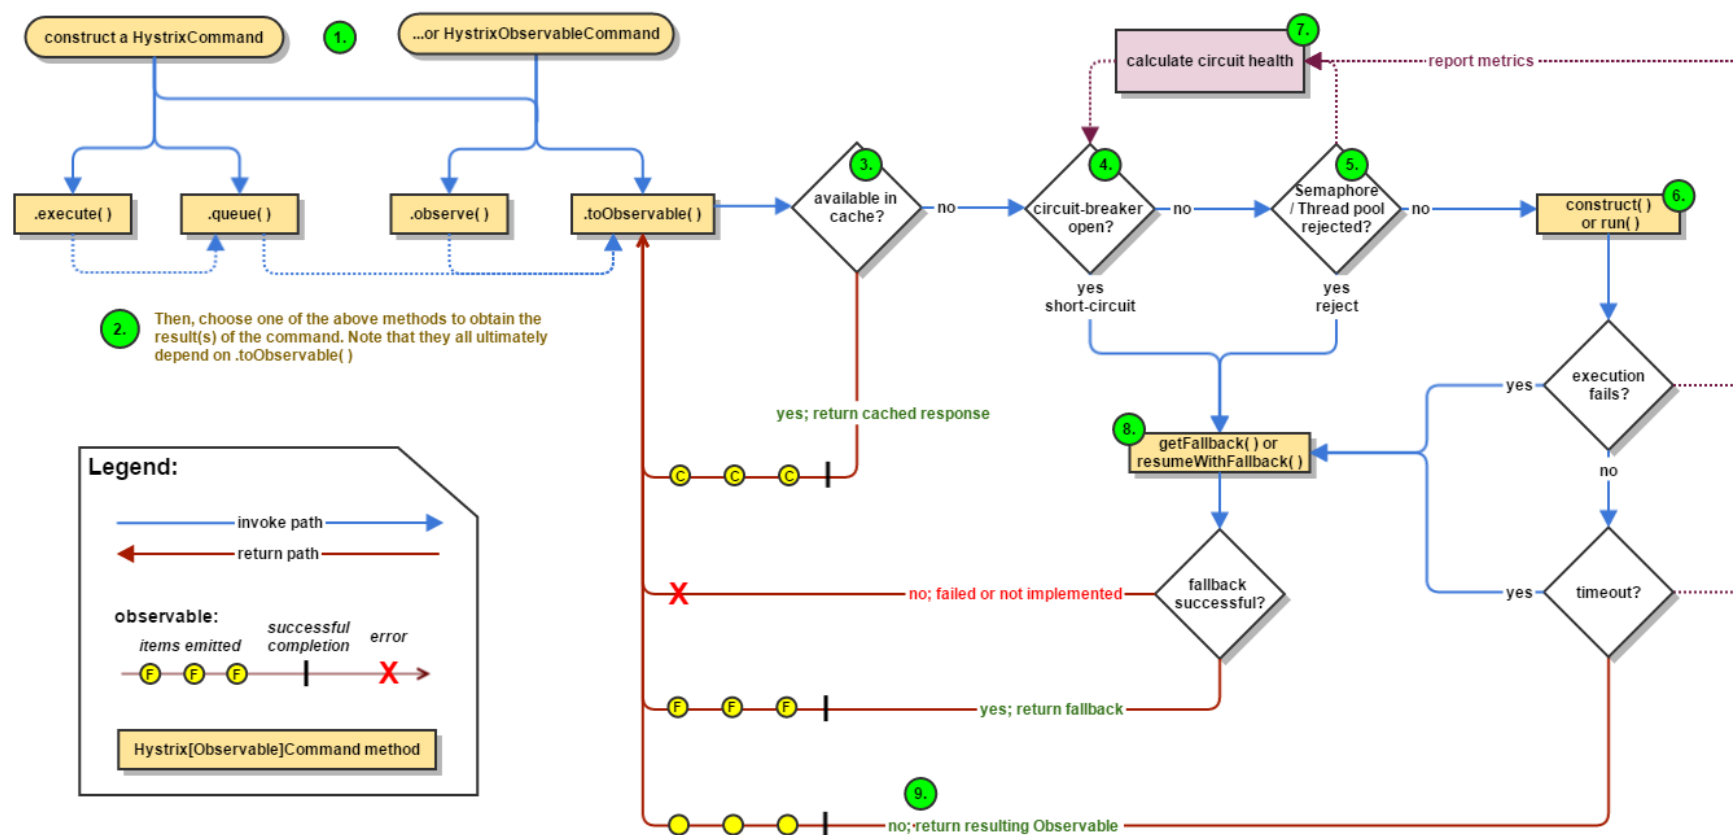 construct a HystrixCommand
1.
...or HystrixObservableCommand
7.
calculate circuit health
report metrics
.execute( )
.queue( )
.observe( )
.toObservable( )
3.
available in
cache?
no
4.
circuit-breaker
open?
no
5.
Semaphore
/ Thread pool
rejected?
no
6.
construct( )
or run( )
yes
short-circuit
yes
reject
2.
Then, choose one of the above methods to obtain the
result(s) of the command. Note that they all ultimately
depend on .toObservable( )
execution
fails?
yes
no
yes; return cached response
C C C
8.
getFallback( ) or
resumeWithFallback( )
Legend:
invoke path
return path
observable:
items emitted
successful
completion
error
F F F
X
Hystrix[Observable]Command method
X
no; failed or not implemented
fallback
successful?
yes
timeout?
F F F
yes; return fallback
9.
no; return resulting Observable